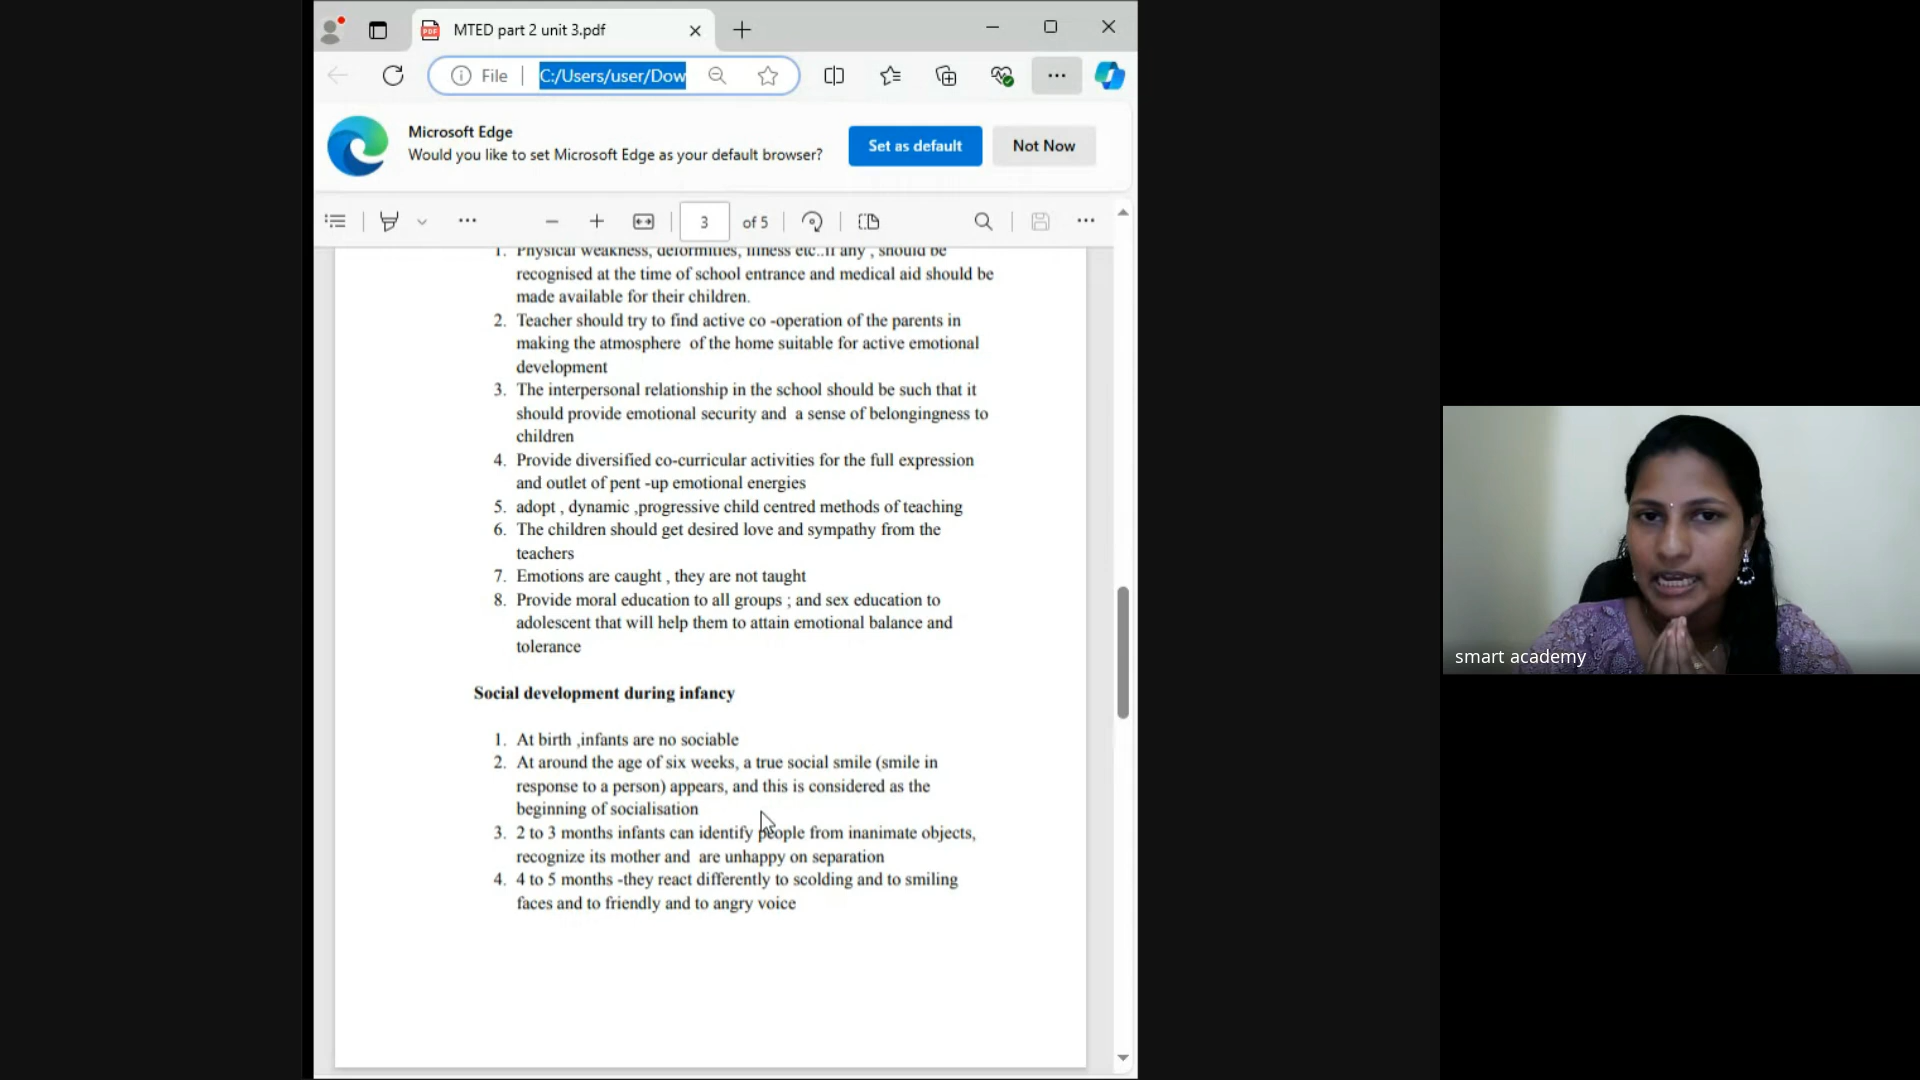 MTED part 2 unit 3.pdf
File
C:/Users/user/Dow
Microsoft Edge
Would you like to set Microsoft Edge as your default browser?
Set as default
Not Now
3 of 5
1. Physical weakness, deformities, illness etc..if any , should be
recognised at the time of school entrance and medical aid should be
made available for their children.
2. Teacher should try to find active co -operation of the parents in
making the atmosphere of the home suitable for active emotional
development
3. The interpersonal relationship in the school should be such that it
should provide emotional security and a sense of belongingness to
children
4. Provide diversified co-curricular activities for the full expression
and outlet of pent -up emotional energies
5. adopt , dynamic ,progressive child centred methods of teaching
6. The children should get desired love and sympathy from the
teachers
7. Emotions are caught , they are not taught
8. Provide moral education to all groups ; and sex education to
adolescent that will help them to attain emotional balance and
tolerance
Social development during infancy
1. At birth ,infants are no sociable
2. At around the age of six weeks, a true social smile (smile in
response to a person) appears, and this is considered as the
beginning of socialisation
3. 2 to 3 months infants can identify people from inanimate objects,
recognize its mother and are unhappy on separation
4. 4 to 5 months -they react differently to scolding and to smiling
faces and to friendly and to angry voice
smart academy